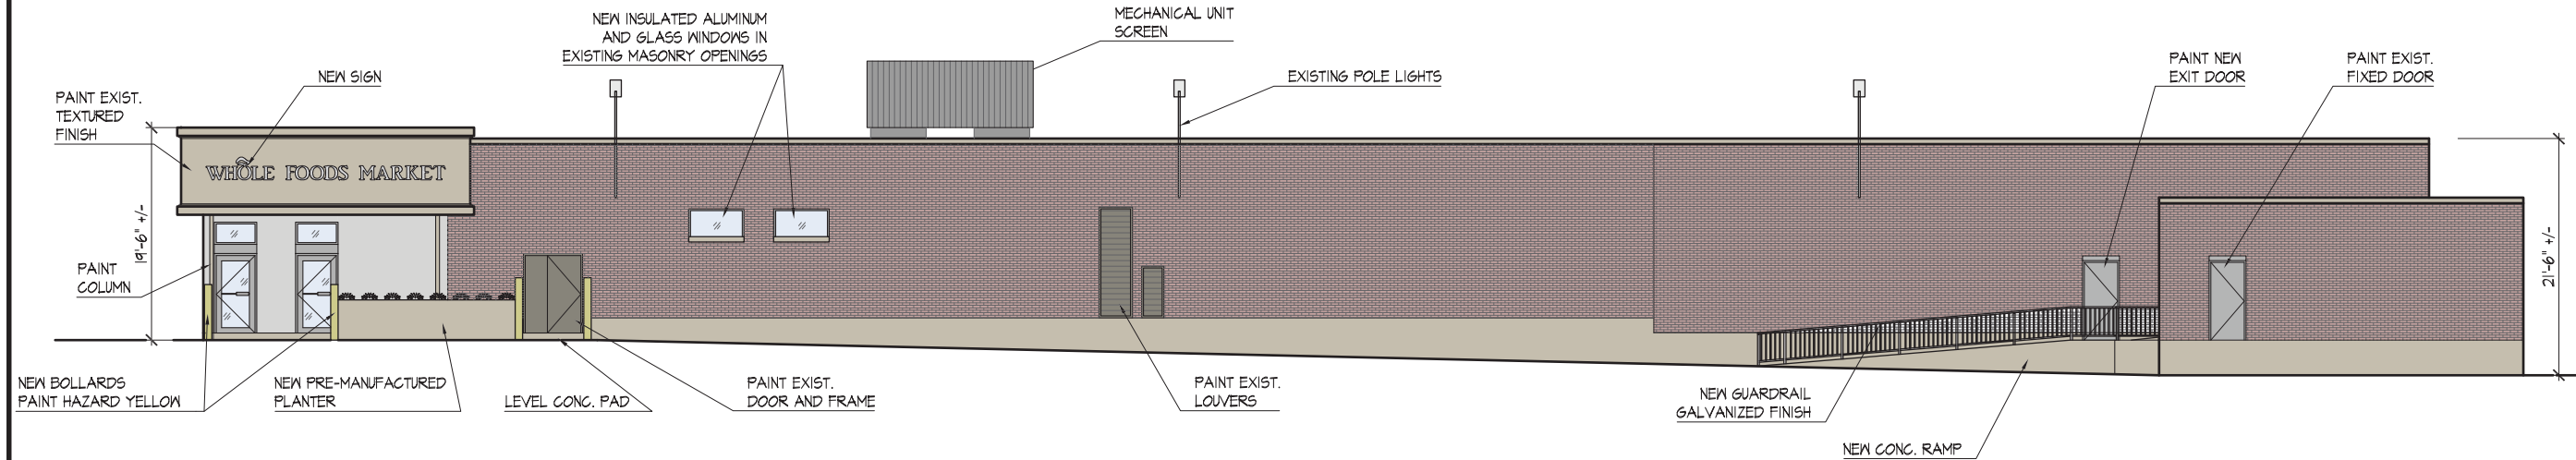 NEW INSULATED ALUMINUM
AND GLASS WINDOWS IN
EXISTING MASONRY OPENINGS
MECHANICAL UNIT
SCREEN
NEW SIGN
EXISTING POLE LIGHTS
PAINT NEW
EXIT DOOR
PAINT EXIST.
FIXED DOOR
PAINT EXIST.
TEXTURED
FINISH
WHOLE FOODS MARKET
19'-6" +/-
21'-6" +/-
PAINT
COLUMN
NEW BOLLARDS
PAINT HAZARD YELLOW
NEW PRE-MANUFACTURED
PLANTER
LEVEL CONC. PAD
PAINT EXIST.
DOOR AND FRAME
PAINT EXIST.
LOUVERS
NEW GUARDRAIL
GALVANIZED FINISH
NEW CONC. RAMP